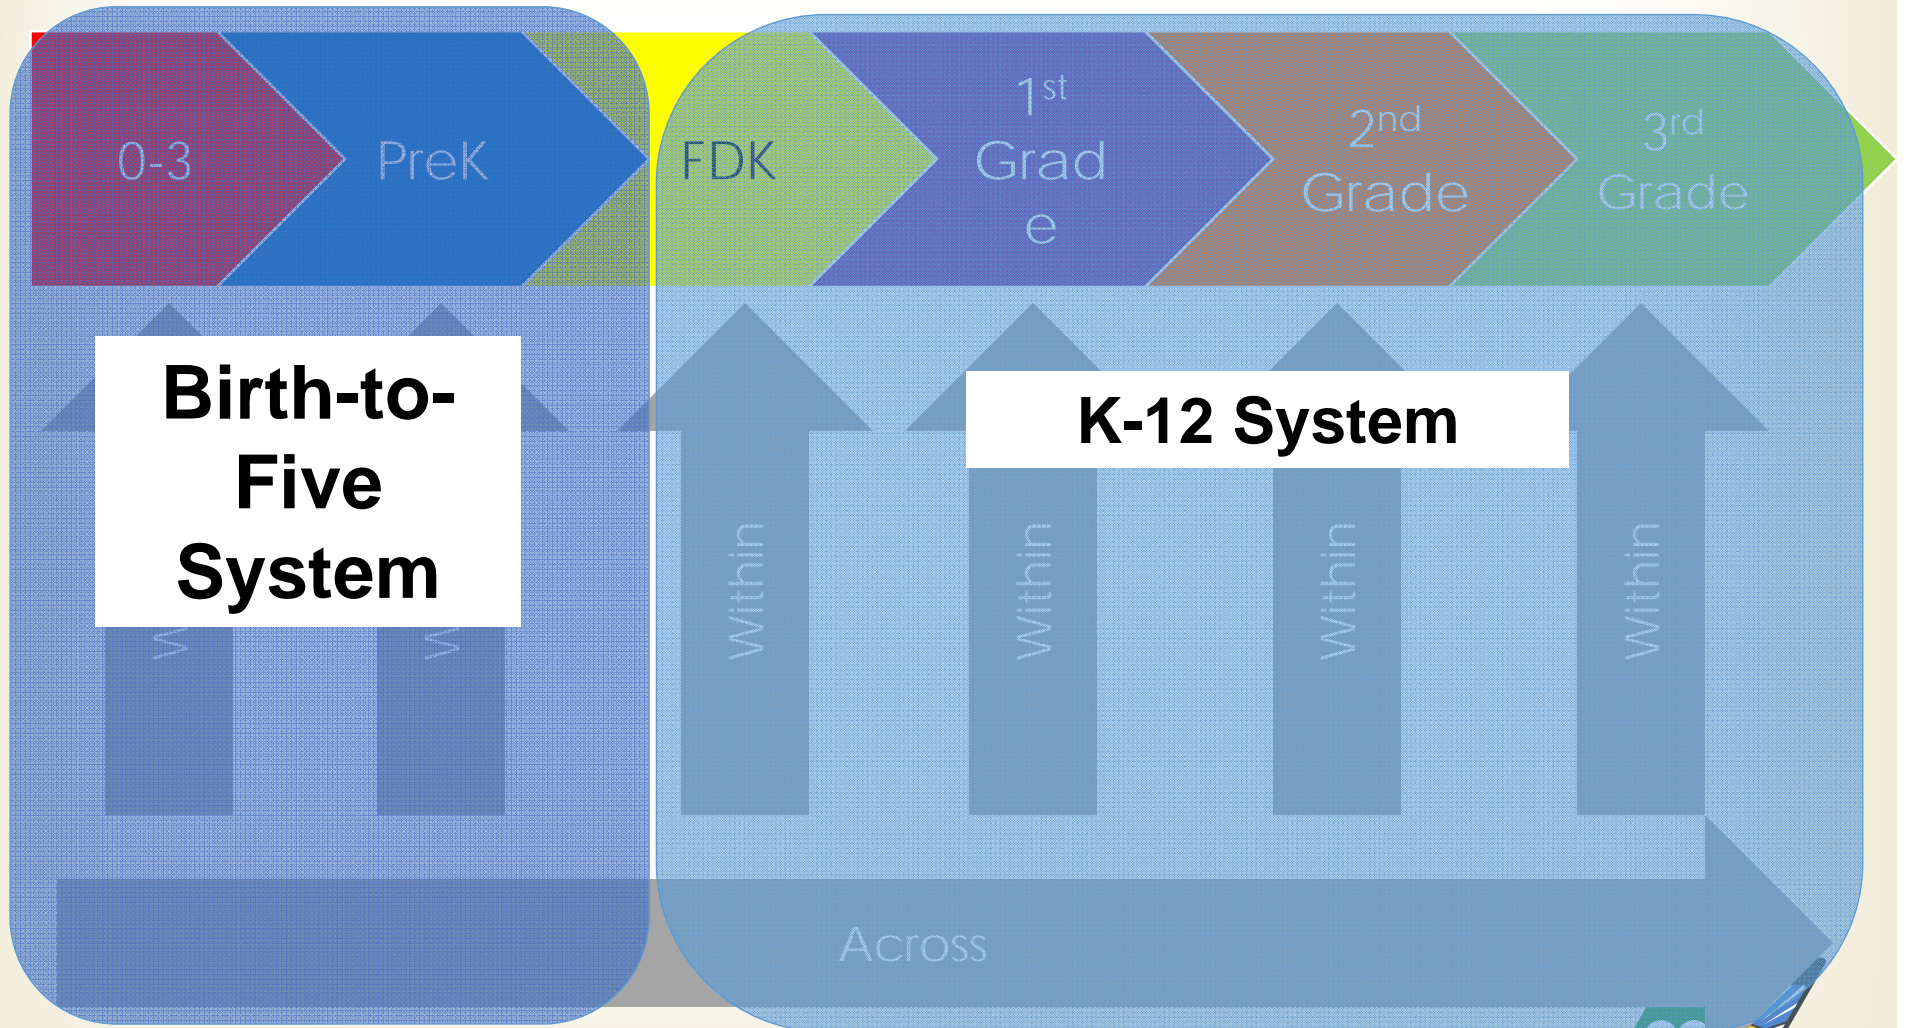 0-3
PreK
FDK
1st
Grad
e
2nd
Grade
3rd
Grade
Birth-to-
Five
System
K-12 System
Within
Within
Within
Within
Across